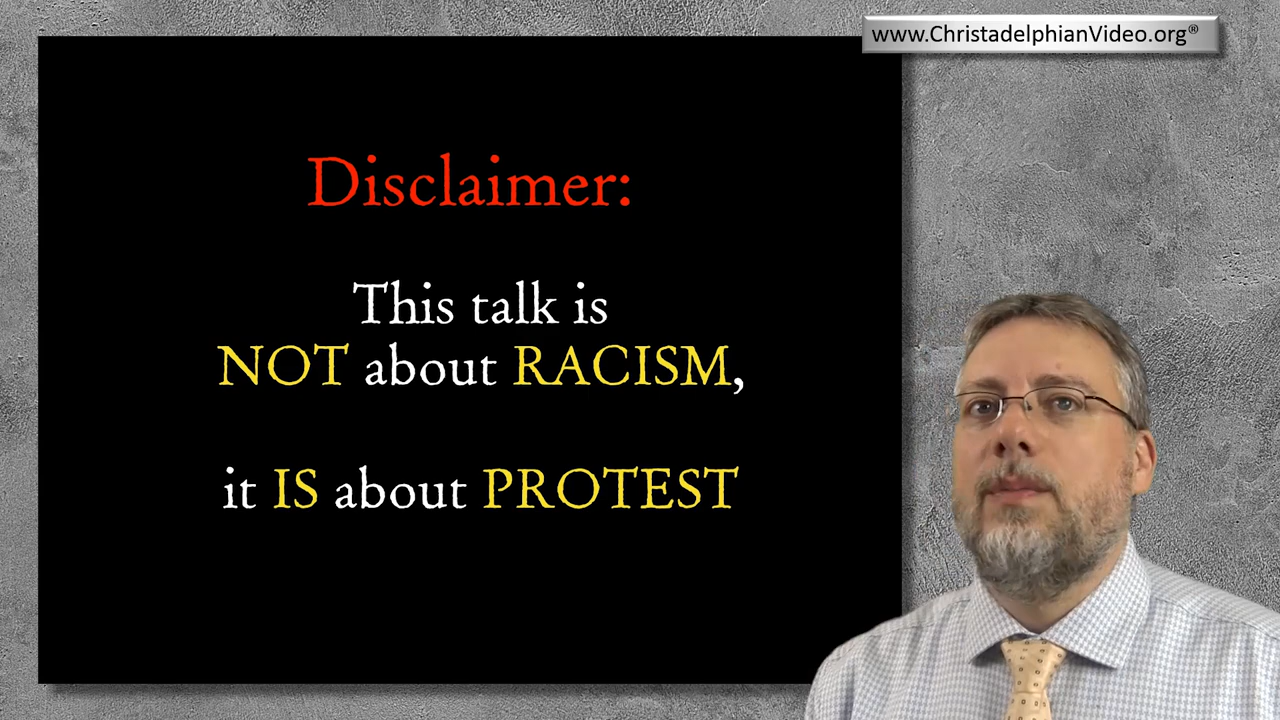 www.ChristadelphianVideo.org®
Disclaimer:
This talk is
NOT about RACISM,
it IS about PROTEST